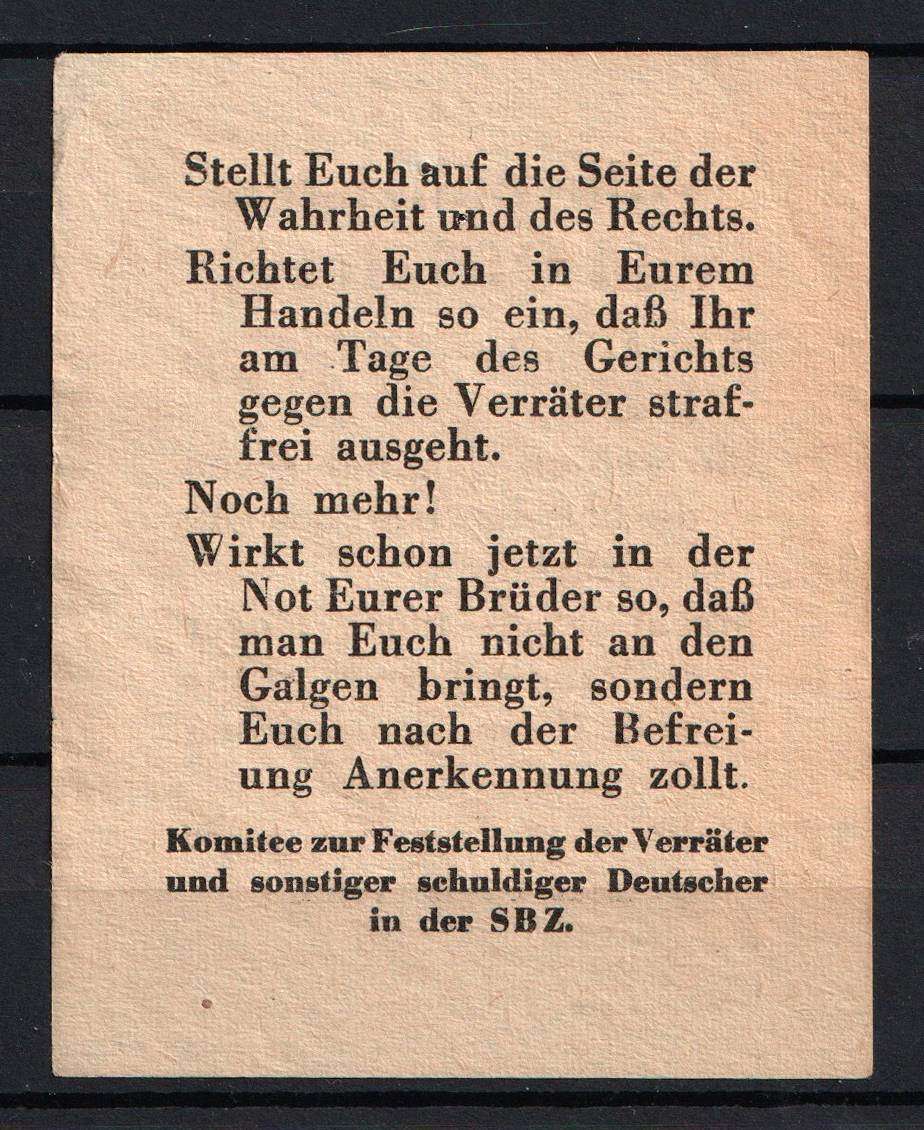 Stellt Euch auf die Seite der
Wahrheit und des Rechts.
Richtet Euch in Eurem
Handeln so ein, daß Ihr
am Tage des Gerichts
gegen die Verräter straf-
frei ausgeht.
Noch mehr!
Wirkt schon jetzt in der
Not Eurer Brüder so, daß
man Euch nicht an den
Galgen bringt, sondern
Euch nach der Befrei-
ung Anerkennung zollt.
Komitee zur Feststellung der Verräter
und sonstiger schuldiger Deutscher
in der SBZ.